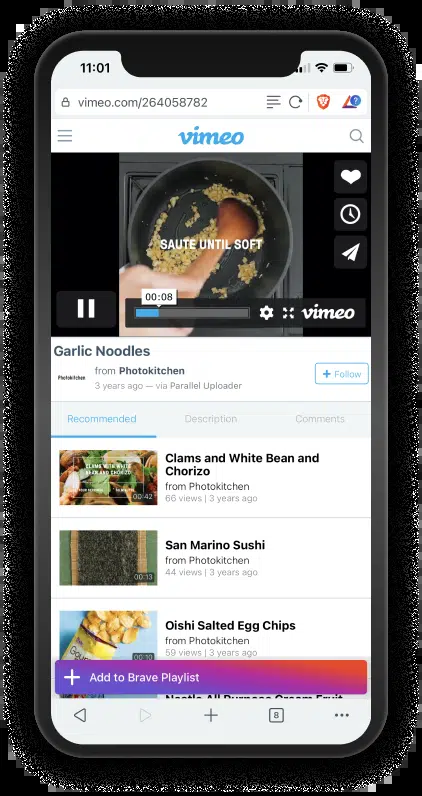 11:01
vimeo.com/264058782
vimeo
SAUTE UNTIL SOFT
00:08
vimeo
Garlic Noodles
Photokitchen
from Photokitchen
3 years ago — via Parallel Uploader
+ Follow
Recommended
Description
Comments
CLAMS WITH WHITE
BEAN AND CHORIZO
00:42
Clams and White Bean and
Chorizo
from Photokitchen
66 views | 3 years ago
00:13
San Marino Sushi
from Photokitchen
44 views | 3 years ago
00:10
Oishi Salted Egg Chips
from Photokitchen
59 views | 3 years ago
Add to Brave Playlist
8